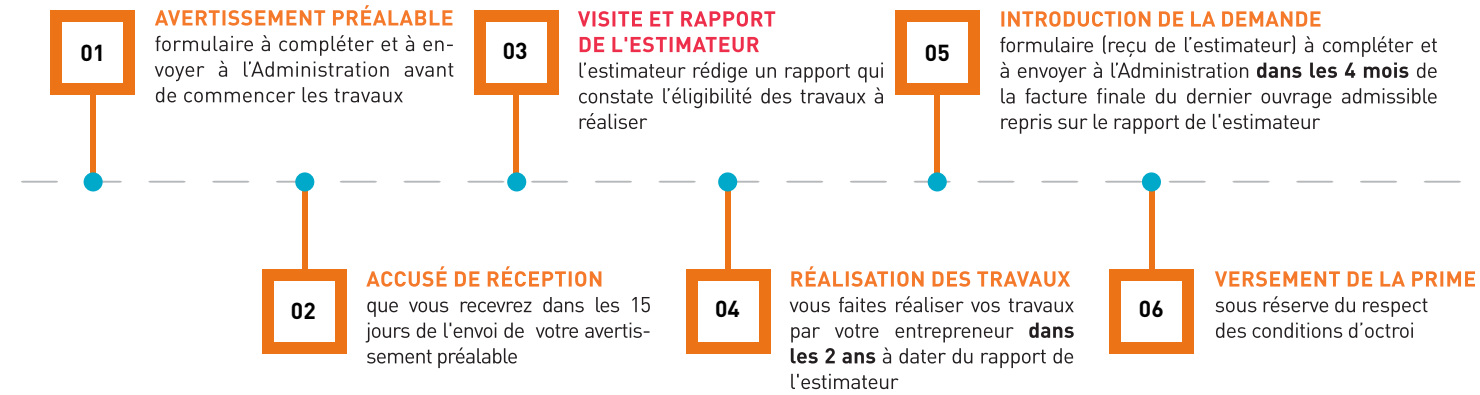 01
AVERTISSEMENT PRÉALABLE
formulaire à compléter et à en-
voyer à l’Administration avant
de commencer les travaux
02
ACCUSÉ DE RÉCEPTION
que vous recevrez dans les 15
jours de l'envoi de votre avertis-
sement préalable
03
VISITE ET RAPPORT
DE L'ESTIMATEUR
l’estimateur rédige un rapport qui
constate l’éligibilité des travaux à
réaliser
04
RÉALISATION DES TRAVAUX
vous faites réaliser vos travaux
par votre entrepreneur dans
les 2 ans à dater du rapport de
l'estimateur
05
INTRODUCTION DE LA DEMANDE
formulaire (reçu de l’estimateur) à compléter et
à envoyer à l’Administration dans les 4 mois de
la facture finale du dernier ouvrage admissible
repris sur le rapport de l'estimateur
06
VERSEMENT DE LA PRIME
sous réserve du respect
des conditions d’octroi